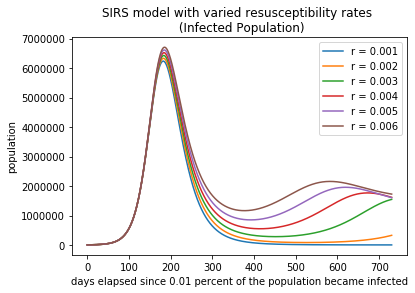 SIRS model with varied resusceptibility rates
(Infected Population)
7000000
6000000
5000000
4000000
3000000
2000000
1000000
0
population
r = 0.001
r = 0.002
r = 0.003
r = 0.004
r = 0.005
r = 0.006
0 100 200 300 400 500 600 700
days elapsed since 0.01 percent of the population became infected